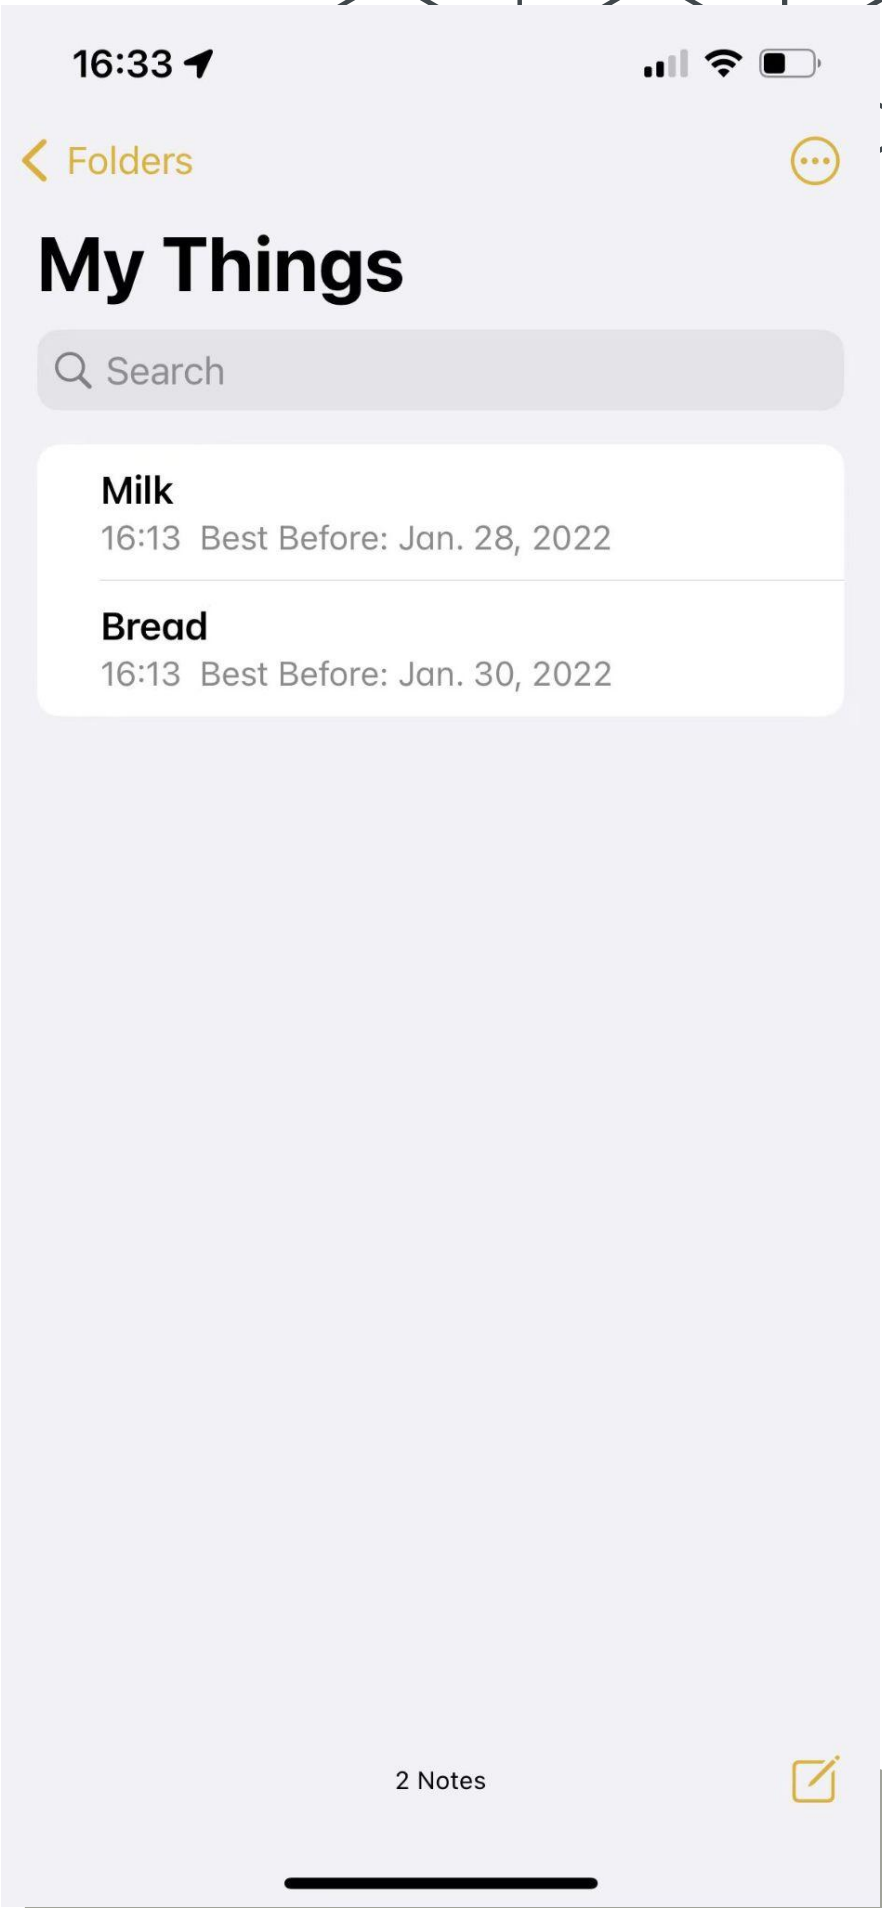 16:33
Folders
My Things
Search
Milk
16:13 Best Before: Jan. 28, 2022
Bread
16:13 Best Before: Jan. 30, 2022
2 Notes